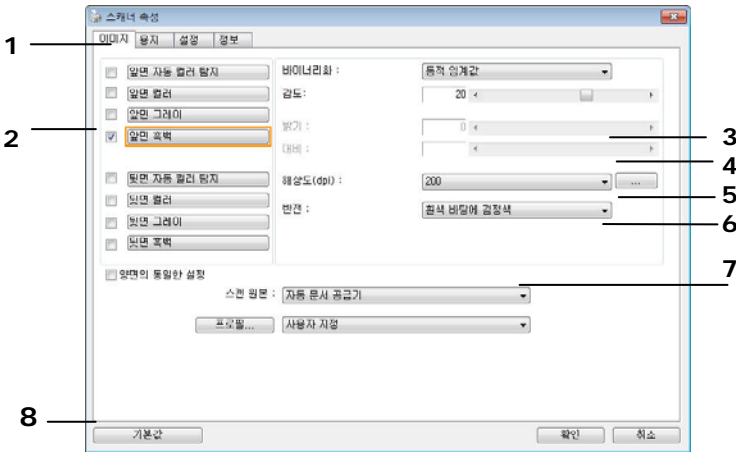 스캐너 속성
이미지 용지 설정 정보
1
앞면 자동 컬러 탐지
앞면 컬러
앞면 그레이
앞면 흑백
2
뒷면 자동 컬러 탐지
뒷면 컬러
뒷면 그레이
뒷면 흑백
바이너리화 : 동적 임계값
감도: 20
밝기 : 0
대비 :
3
4
해상도(dpi) : 200 ...
5
반전 : 흰색 바탕에 검정색
6
양면의 동일한 설정
7
스캔 원본 : 자동 문서 공급기
프로필... 사용자 지정
8
기본값 확인 취소